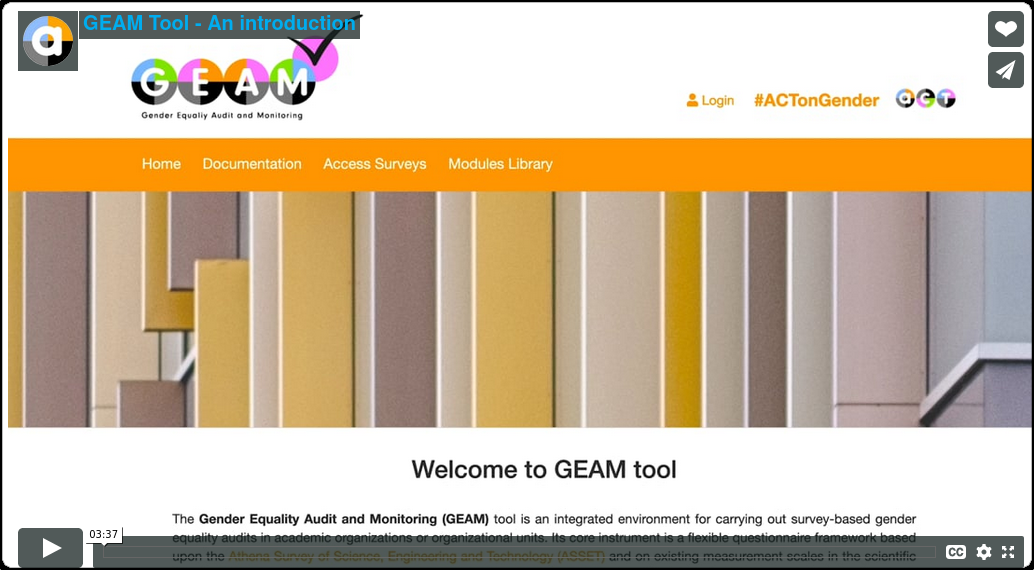 GEAM Tool - An introduction
a
GEAM
Gender Equaliy Audit and Monitoring
Login
#ACTonGender
aCT
Home
Documentation
Access Surveys
Modules Library
Welcome to GEAM tool
The Gender Equality Audit and Monitoring (GEAM) tool is an integrated environment for carrying out survey-based gender
equality audits in academic organizations or organizational units. Its core instrument is a flexible questionnaire framework based
upon the Athena Survey of Science, Engineering and Technology (ASSET) and on existing measurement scales in the scientific
03:37
CC